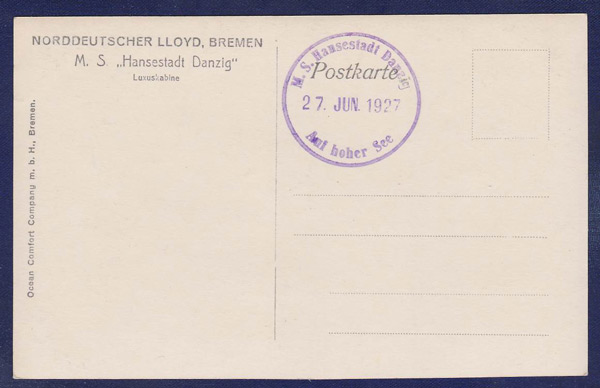 NORDDEUTSCHER LLOYD, BREMEN
M. S. „Hansestadt Danzig"
Luxuskabine
Postkarte
M. S. Hansestadt Danzig
27. JUN. 1927
Auf hoher See
Ocean Comfort Company m. b. H., Bremen.